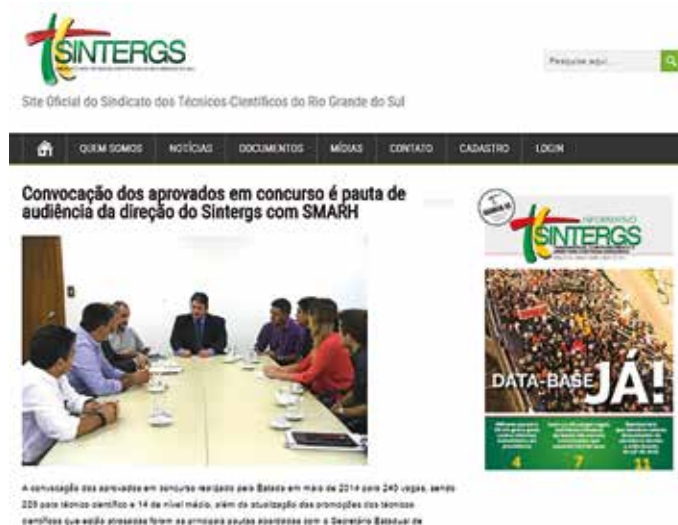 SINTERGS
Site Oficial do Sindicato dos Técnicos-Científicos do Rio Grande do Sul
Pesquise aqui...
QUEM SOMOS NOTÍCIAS DOCUMENTOS MÍDIAS CONTATO CADASTRO LOGIN
Convocação dos aprovados em concurso é pauta de
audiência da direção do Sintergs com SMARH
INFORMATIVO
SINTERGS
DATA-BASE JÁ!
4 7 11
A convocação dos aprovados em concurso realizado pelo Estado em maio de 2014 para 240 vagas, sendo
para técnico científico e 14 de nível médio, além da atualização das promoções dos técnicos
científicos que estão atrasadas foram as principais pautas abordadas com o Secretário Estadual de